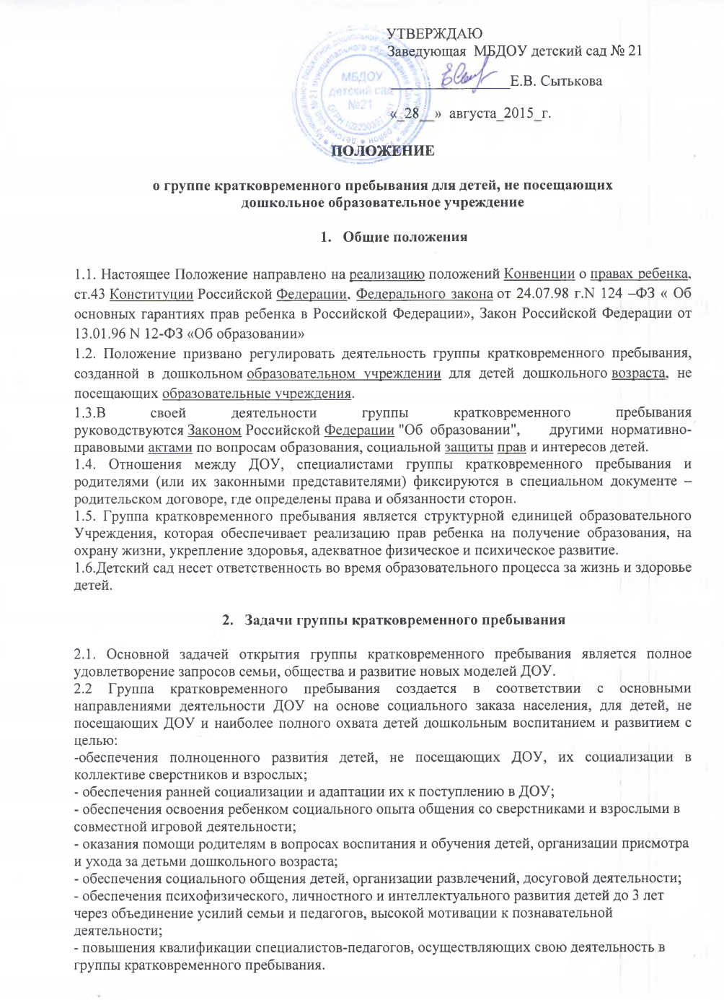 УТВЕРЖДАЮ
Заведующая МБДОУ детский сад № 21
Е.В. Сытькова
«_28__» августа_2015_г.
МБДОУ
детский сад
№21
ПОЛОЖЕНИЕ
о группе кратковременного пребывания для детей, не посещающих
дошкольное образовательное учреждение
1. Общие положения
1.1. Настоящее Положение направлено на реализацию положений Конвенции о правах ребенка,
ст.43 Конституции Российской Федерации, Федерального закона от 24.07.98 г.N 124 –ФЗ « Об
основных гарантиях прав ребенка в Российской Федерации», Закон Российской Федерации от
13.01.96 N 12-ФЗ «Об образовании»
1.2. Положение призвано регулировать деятельность группы кратковременного пребывания,
созданной в дошкольном образовательном учреждении для детей дошкольного возраста, не
посещающих образовательные учреждения.
1.3.В своей деятельности группы кратковременного пребывания
руководствуются Законом Российской Федерации "Об образовании", другими нормативно-
правовыми актами по вопросам образования, социальной защиты прав и интересов детей.
1.4. Отношения между ДОУ, специалистами группы кратковременного пребывания и
родителями (или их законными представителями) фиксируются в специальном документе –
родительском договоре, где определены права и обязанности сторон.
1.5. Группа кратковременного пребывания является структурной единицей образовательного
Учреждения, которая обеспечивает реализацию прав ребенка на получение образования, на
охрану жизни, укрепление здоровья, адекватное физическое и психическое развитие.
1.6.Детский сад несет ответственность во время образовательного процесса за жизнь и здоровье
детей.
2. Задачи группы кратковременного пребывания
2.1. Основной задачей открытия группы кратковременного пребывания является полное
удовлетворение запросов семьи, общества и развитие новых моделей ДОУ.
2.2 Группа кратковременного пребывания создается в соответствии с основными
направлениями деятельности ДОУ на основе социального заказа населения, для детей, не
посещающих ДОУ и наиболее полного охвата детей дошкольным воспитанием и развитием с
целью:
-обеспечения полноценного развития детей, не посещающих ДОУ, их социализации в
коллективе сверстников и взрослых;
- обеспечения ранней социализации и адаптации их к поступлению в ДОУ;
- обеспечения освоения ребенком социального опыта общения со сверстниками и взрослыми в
совместной игровой деятельности;
- оказания помощи родителям в вопросах воспитания и обучения детей, организации присмотра
и ухода за детьми дошкольного возраста;
- обеспечения социального общения детей, организации развлечений, досуговой деятельности;
- обеспечения психофизического, личностного и интеллектуального развития детей до 3 лет
через объединение усилий семьи и педагогов, высокой мотивации к познавательной
деятельности;
- повышения квалификации специалистов-педагогов, осуществляющих свою деятельность в
группы кратковременного пребывания.